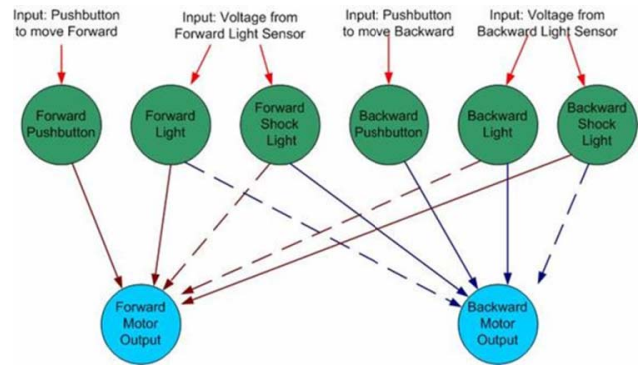 Input: Pushbutton
to move Forward
Input: Voltage from
Forward Light Sensor
Input: Pushbutton
to move Backward
Input: Voltage from
Backward Light Sensor
Forward
Pushbutton
Forward
Light
Forward
Shock
Light
Backward
Pushbutton
Backward
Light
Backward
Shock
Light
Forward
Motor
Output
Backward
Motor
Output